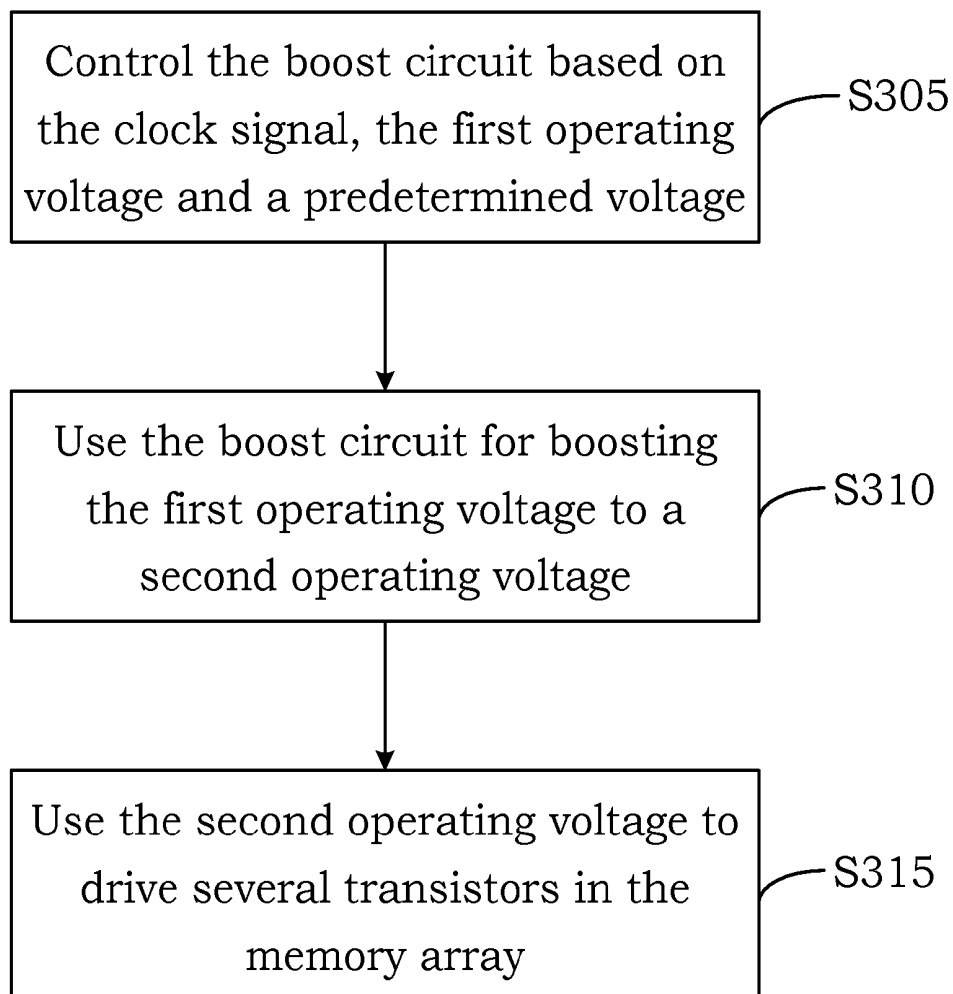 Control the boost circuit based on
the clock signal, the first operating
voltage and a predetermined voltage
S305
Use the boost circuit for boosting
the first operating voltage to a
second operating voltage
S310
Use the second operating voltage to
drive several transistors in the
memory array
S315